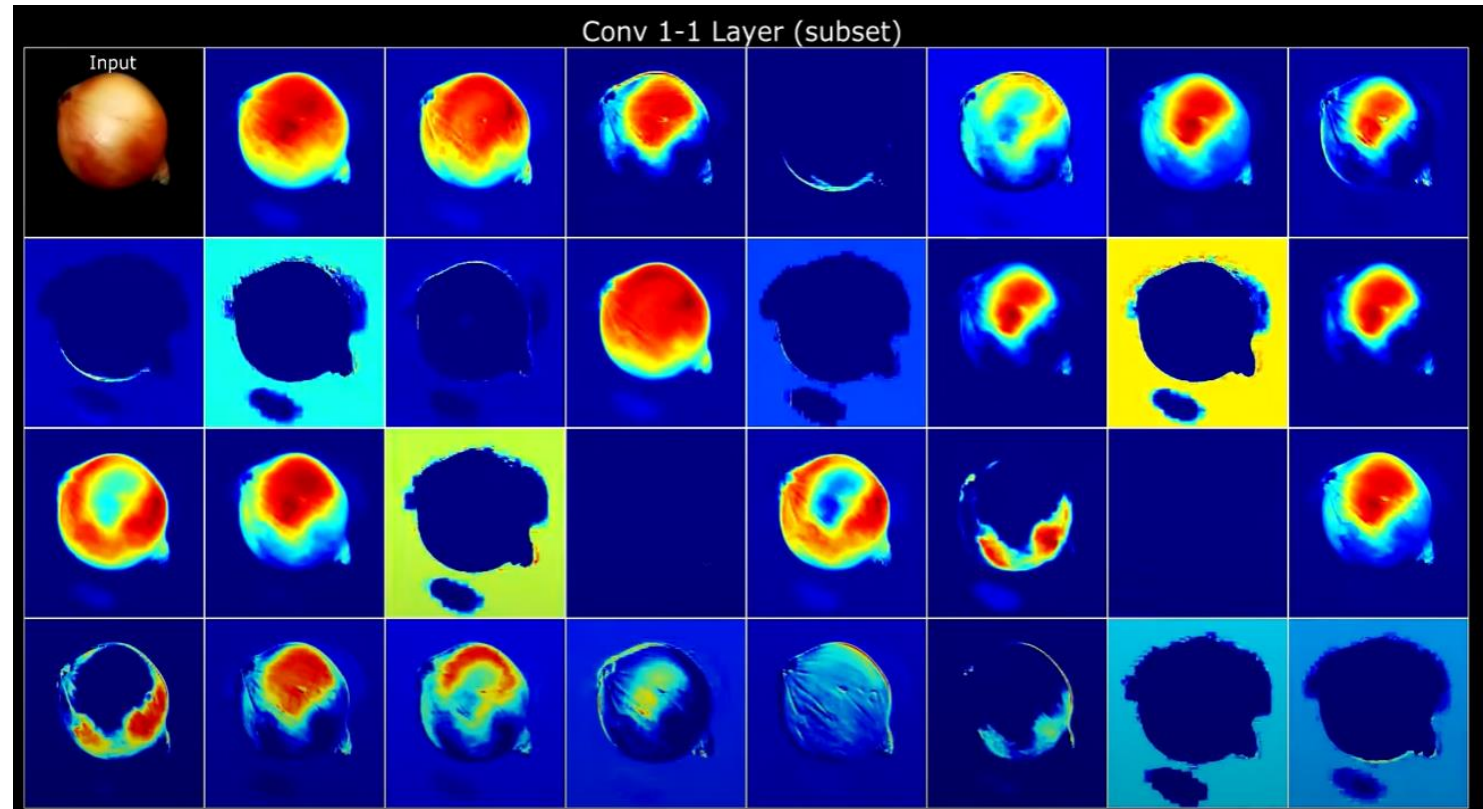 Conv 1-1 Layer (subset)
Input